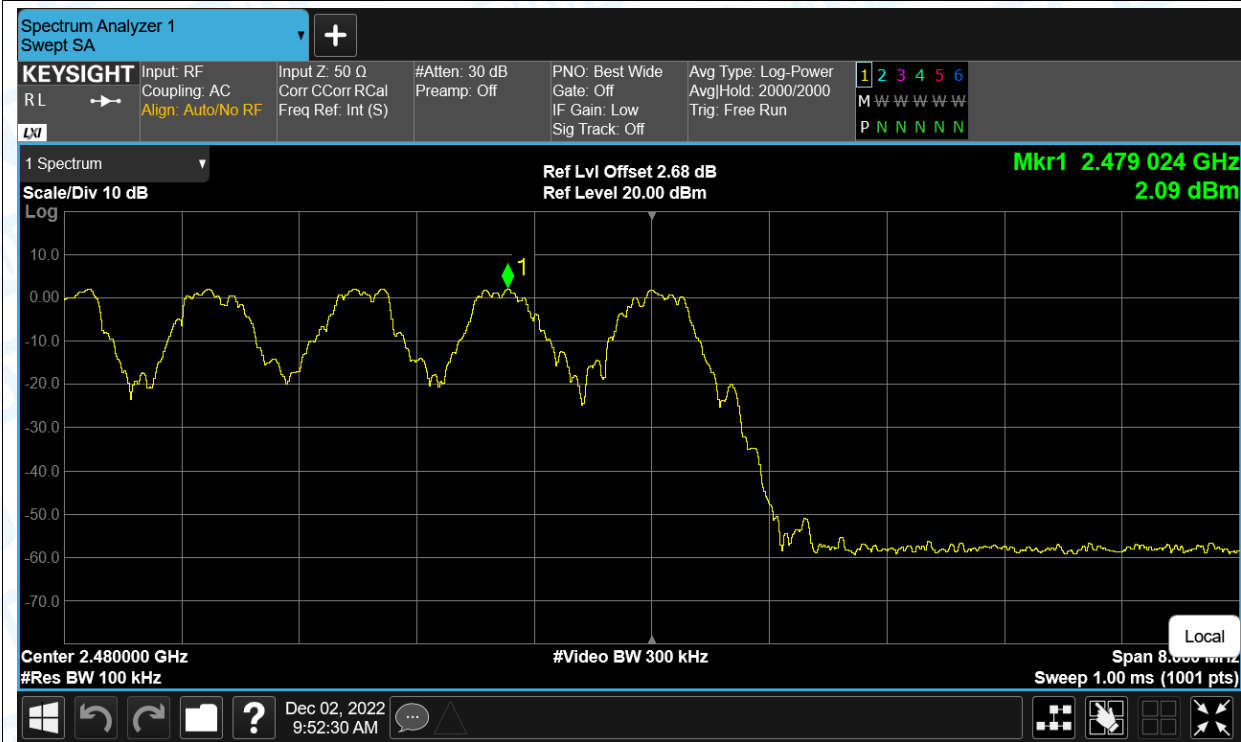 Spectrum Analyzer 1
Swept SA
KEYSIGHT
R L
LXI
Input: RF
Coupling: AC
Align: Auto/No RF
Input Z: 50 Ω
Corr CCorr RCal
Freq Ref: Int (S)
#Atten: 30 dB
Preamp: Off
PNO: Best Wide
Gate: Off
IF Gain: Low
Sig Track: Off
Avg Type: Log-Power
Avg|Hold: 2000/2000
Trig: Free Run
1 2 3 4 5 6
M W W W W W
P N N N N N
1 Spectrum
Scale/Div 10 dB
Log
Ref Lvl Offset 2.68 dB
Ref Level 20.00 dBm
Mkr1 2.479 024 GHz
2.09 dBm
10.0
0.00
-10.0
-20.0
-30.0
-40.0
-50.0
-60.0
-70.0
1
Local
Center 2.480000 GHz
#Res BW 100 kHz
#Video BW 300 kHz
Span 8.000 MHz
Sweep 1.00 ms (1001 pts)
?
Dec 02, 2022
9:52:30 AM